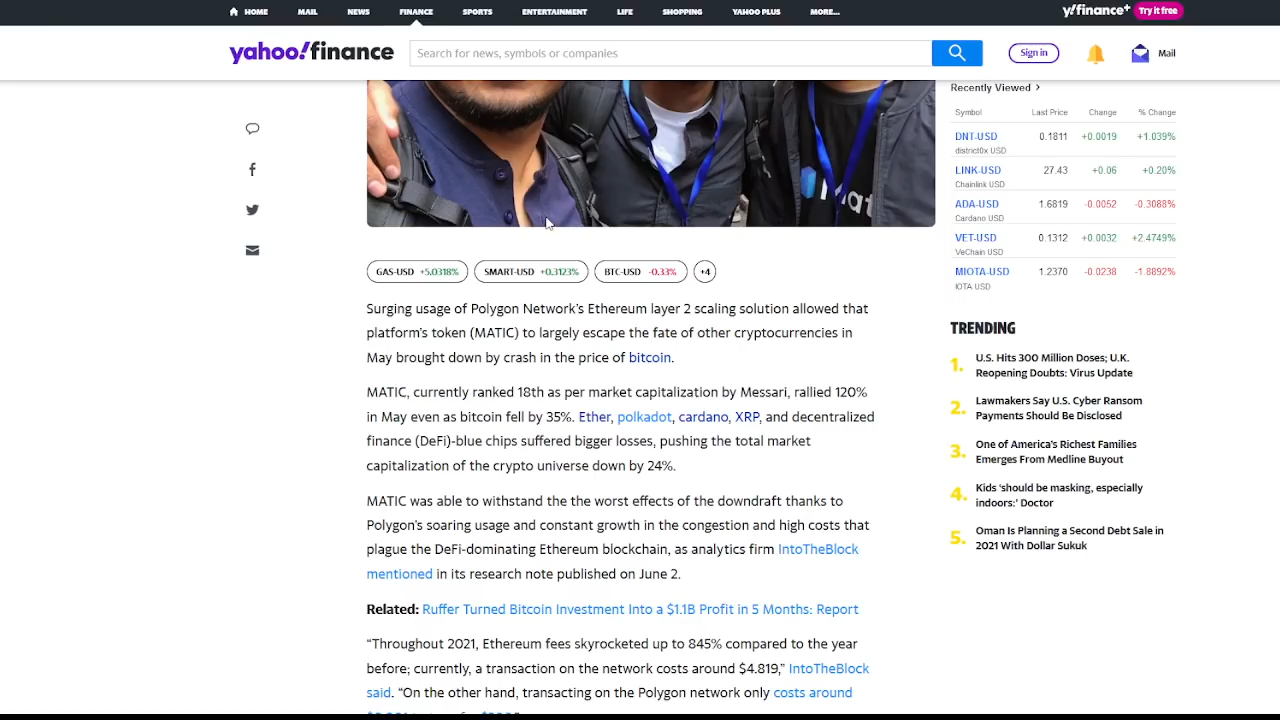 HOME MAIL NEWS FINANCE SPORTS ENTERTAINMENT LIFE SHOPPING YAHOO PLUS MORE... y!finance+ Try it free
yahoo!finance Search for news, symbols or companies Sign in Mail
Recently Viewed >
Symbol Last Price Change % Change
DNT-USD 0.1811 +0.0019 +1.039%
district0x USD
LINK-USD 27.43 +0.06 +0.20%
Chainlink USD
ADA-USD 1.6819 -0.0052 -0.3088%
Cardano USD
VET-USD 0.1312 +0.0032 +2.4749%
VeChain USD
MIOTA-USD 1.2370 -0.0238 -1.8892%
IOTA USD
GAS-USD +5.0318% SMART-USD +0.3123% BTC-USD -0.33% +4
Surging usage of Polygon Network's Ethereum layer 2 scaling solution allowed that
platform's token (MATIC) to largely escape the fate of other cryptocurrencies in
May brought down by crash in the price of bitcoin.
MATIC, currently ranked 18th as per market capitalization by Messari, rallied 120%
in May even as bitcoin fell by 35%. Ether, polkadot, cardano, XRP, and decentralized
finance (DeFi)-blue chips suffered bigger losses, pushing the total market
capitalization of the crypto universe down by 24%.
MATIC was able to withstand the the worst effects of the downdraft thanks to
Polygon's soaring usage and constant growth in the congestion and high costs that
plague the DeFi-dominating Ethereum blockchain, as analytics firm IntoTheBlock
mentioned in its research note published on June 2.
Related: Ruffer Turned Bitcoin Investment Into a $1.1B Profit in 5 Months: Report
“Throughout 2021, Ethereum fees skyrocketed up to 845% compared to the year
before; currently, a transaction on the network costs around $4.819,” IntoTheBlock
said. “On the other hand, transacting on the Polygon network only costs around
TRENDING
1. U.S. Hits 300 Million Doses; U.K.
Reopening Doubts: Virus Update
2. Lawmakers Say U.S. Cyber Ransom
Payments Should Be Disclosed
3. One of America's Richest Families
Emerges From Medline Buyout
4. Kids ‘should be masking, especially
indoors:’ Doctor
5. Oman Is Planning a Second Debt Sale in
2021 With Dollar Sukuk